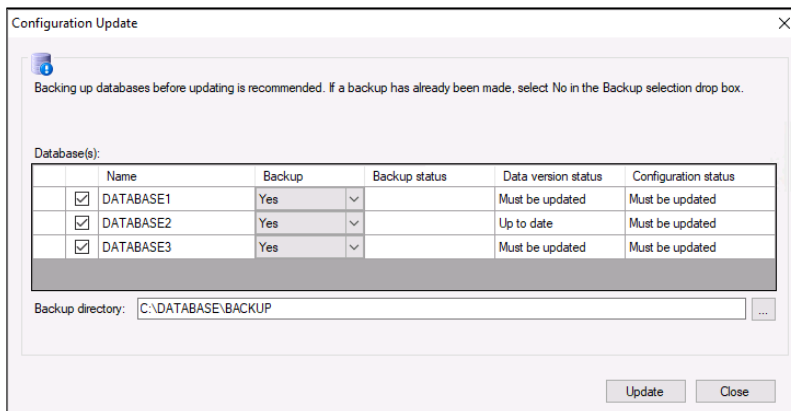 Configuration Update
Backing up databases before updating is recommended. If a backup has already been made, select No in the Backup selection drop box.
Database(s):
Name Backup Backup status Data version status Configuration status
DATABASE1 Yes Must be updated Must be updated
DATABASE2 Yes Up to date Must be updated
DATABASE3 Yes Must be updated Must be updated
Backup directory: C:\DATABASE\BACKUP ...
Update Close